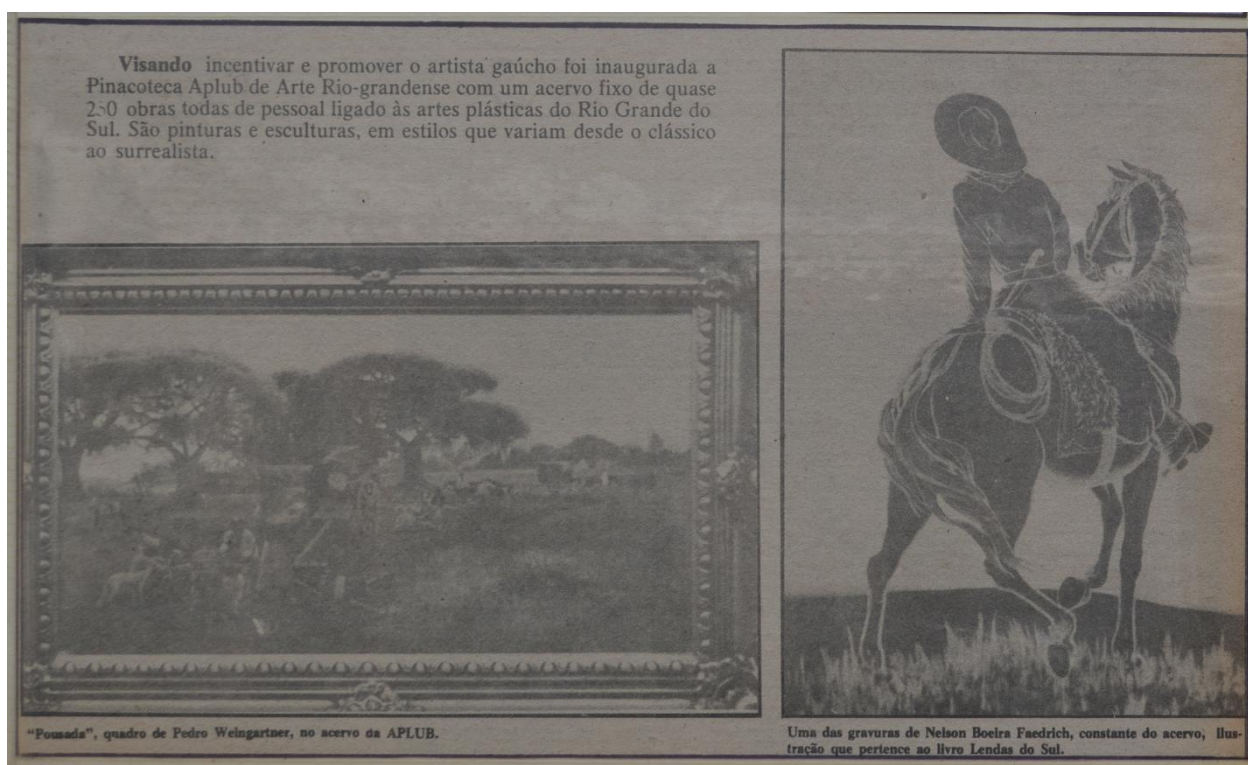 Visando incentivar e promover o artista gaúcho foi inaugurada a
Pinacoteca Aplub de Arte Rio-grandense com um acervo fixo de quase
obras todas de pessoal ligado às artes plásticas do Rio Grande do
Sul. São pinturas e esculturas, em estilos que variam desde o clássico
ao surrealista.
"Pousada", quadro de Pedro Weingartner, no acervo da APLUB.
Uma das gravuras de Nelson Boeira Faedrich, constante do acervo, ilus-
tração que pertence ao livro Lendas do Sul.